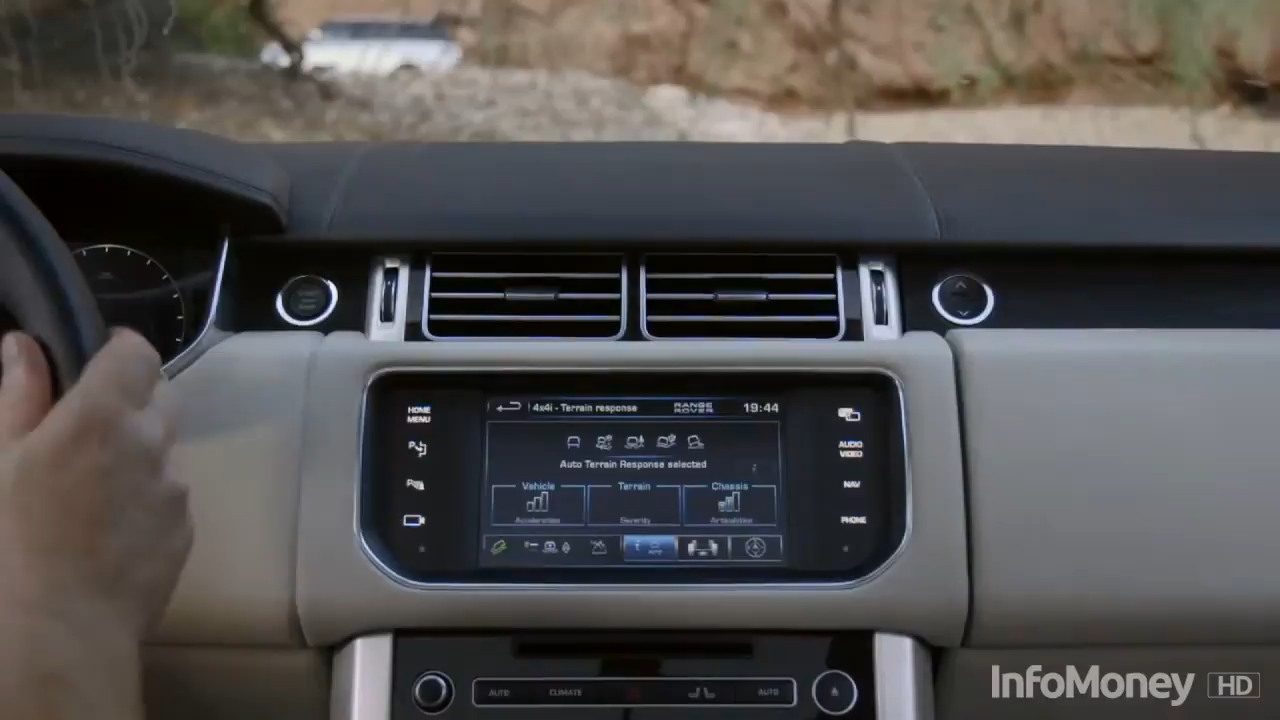 HOME
MENU
4x4i - Terrain response
RANGE
ROVER
19:44
AUDIO
VIDEO
Auto Terrain Response selected
Vehicle
Terrain
Chassis
NAV
Acceleration
Severity
Articulation
PHONE
AUTO
CLIMATE
AUTO
InfoMoney HD